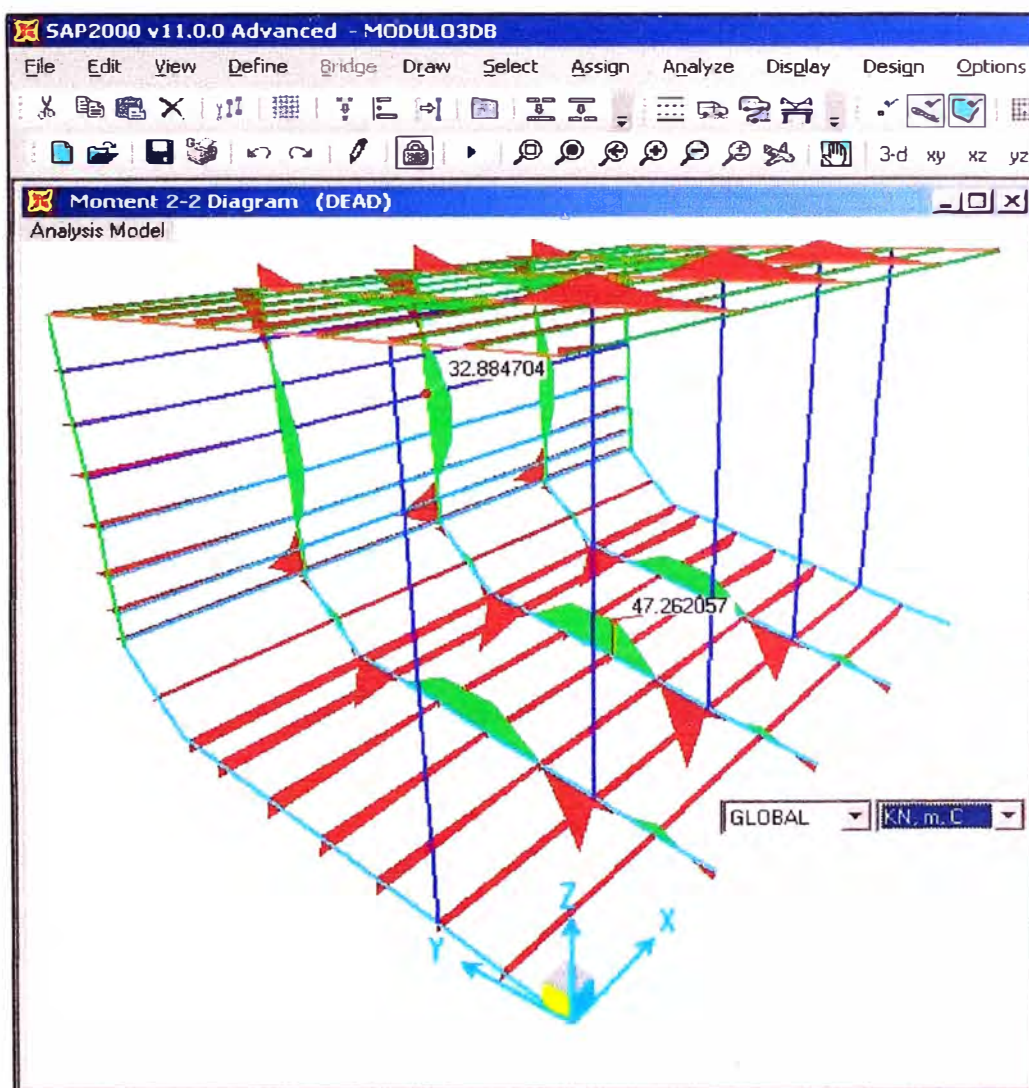 SAP2000 v11.0.0 Advanced - MODULO3DB
File Edit View Define Bridge Draw Select Assign Analyze Display Design Options
3-d xy xz yz
Moment 2-2 Diagram (DEAD)
Analysis Model
32.884704
47.262057
GLOBAL KN, m, C
Z
X
Y